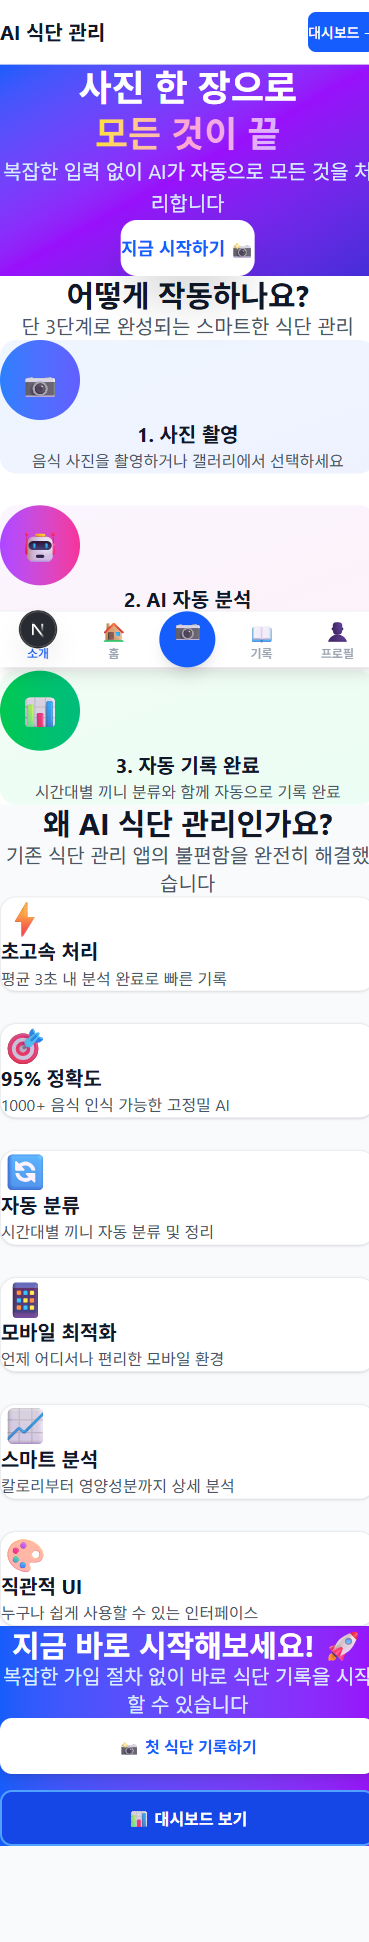 AI 식단 관리
대시보드
사진 한 장으로
모든 것이 끝
복잡한 입력 없이 AI가 자동으로 모든 것을 처
리합니다
지금 시작하기
어떻게 작동하나요?
단 3단계로 완성되는 스마트한 식단 관리
1. 사진 촬영
음식 사진을 촬영하거나 갤러리에서 선택하세요
2. AI 자동 분석
N
소개
홈
기록
프로필
3. 자동 기록 완료
시간대별 끼니 분류와 함께 자동으로 기록 완료
왜 AI 식단 관리인가요?
기존 식단 관리 앱의 불편함을 완전히 해결했
습니다
초고속 처리
평균 3초 내 분석 완료로 빠른 기록
95% 정확도
1000+ 음식 인식 가능한 고정밀 AI
자동 분류
시간대별 끼니 자동 분류 및 정리
모바일 최적화
언제 어디서나 편리한 모바일 환경
스마트 분석
칼로리부터 영양성분까지 상세 분석
직관적 UI
누구나 쉽게 사용할 수 있는 인터페이스
지금 바로 시작해보세요!
복잡한 가입 절차 없이 바로 식단 기록을 시작
할 수 있습니다
첫 식단 기록하기
대시보드 보기